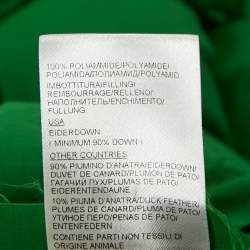 100% POLIAMMIDE/POLYAMIDE/
POLIAMIDA/ПОЛИАМИД/POLYAMID
IMBOTTITURA/FILLING/
REMBOURRAGE/RELLENO/
НАПОЛНИТЕЛЬ/ENCHIMENTO/
FÜLLUNG.
USA
EIDERDOWN
( MINIMUM 90% DOWN )
OTHER COUNTRIES
90% PIUMINO D'ANATRA/EIDERDOWN/
DUVET DE CANARD/PLUMÓN DE PATO/
ГАГАЧИЙ ПУХ/PLUMAS DE PATO/
EIDERENTENDAUNE
10% PIUMA D'ANATRA/DUCK FEATHER/
PLUMES DE CANARD/PLUMA DE PATO/
УТИНОЕ ПЕРО/PENAS DE PATO/
ENTENFEDERN
CONTIENE PARTI NON TESSILI DI
ORIGINE ANIMALE